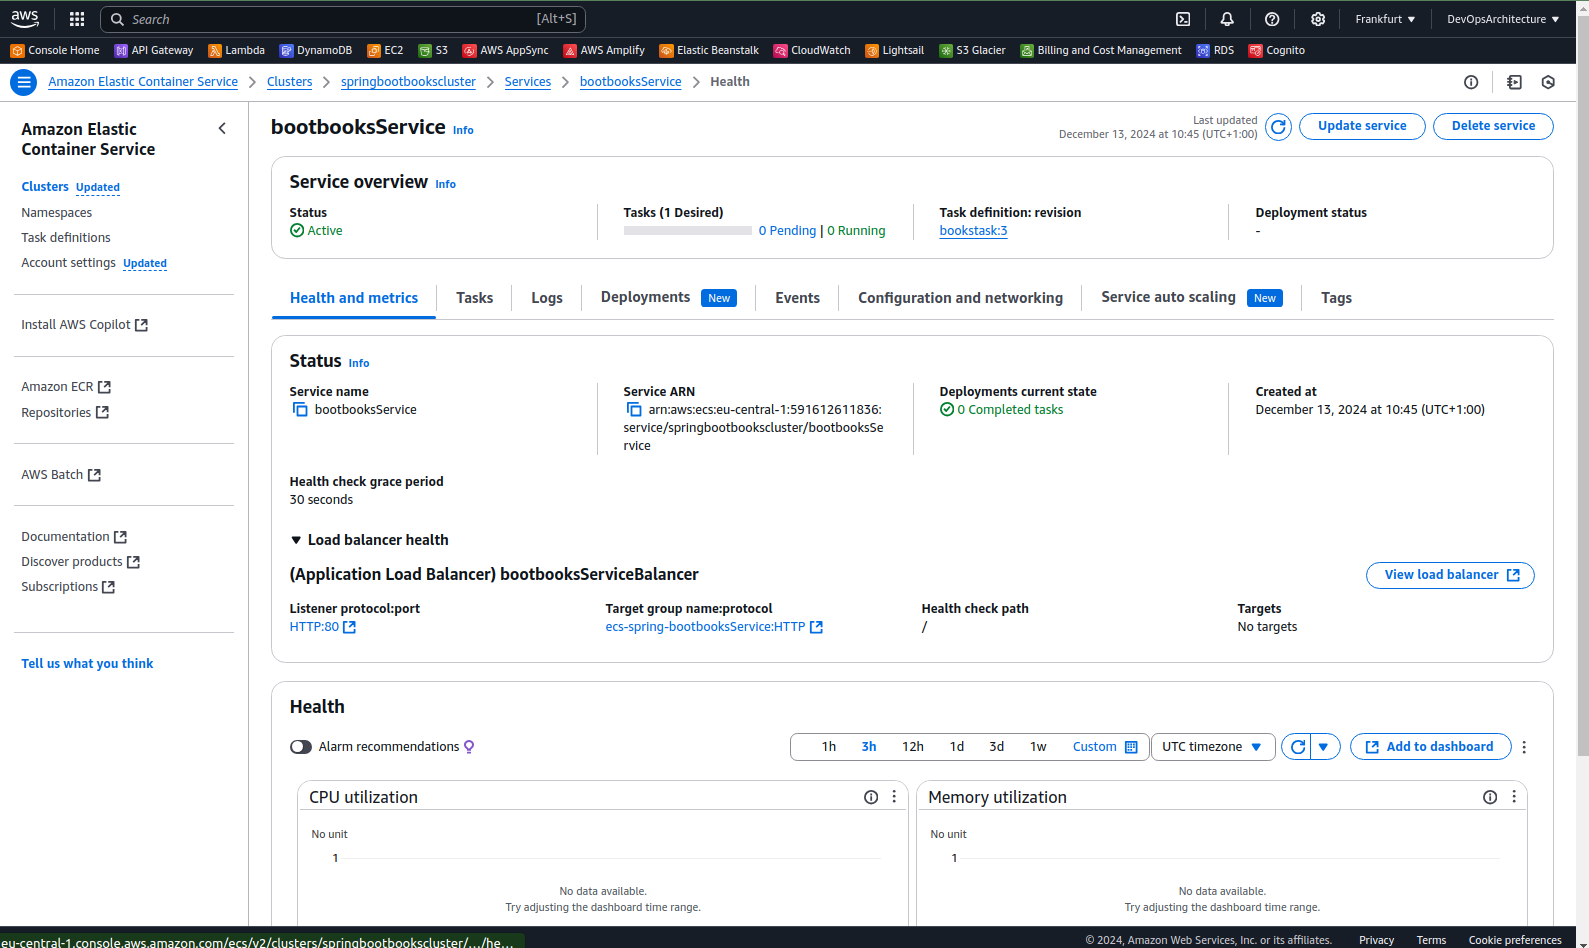 aws
Search [Alt+S]
Frankfurt ▼
DevOpsArchitecture ▼
Console Home API Gateway Lambda DynamoDB EC2 S3 AWS AppSync AWS Amplify Elastic Beanstalk CloudWatch Lightsail S3 Glacier Billing and Cost Management RDS Cognito
Amazon Elastic Container Service > Clusters > springbootbookscluster > Services > bootbooksService > Health
Amazon Elastic
Container Service
Clusters Updated
Namespaces
Task definitions
Account settings Updated
Install AWS Copilot
Amazon ECR
Repositories
AWS Batch
Documentation
Discover products
Subscriptions
Tell us what you think
bootbooksService Info
Last updated
December 13, 2024 at 10:45 (UTC+1:00)
Update service
Delete service
Service overview Info
Status
Active
Tasks (1 Desired)
0 Pending | 0 Running
Task definition: revision
bookstask:3
Deployment status
-
Health and metrics Tasks Logs Deployments New Events Configuration and networking Service auto scaling New Tags
Status Info
Service name
bootbooksService
Service ARN
arn:aws:ecs:eu-central-1:591612611836:
service/springbootbookscluster/bootbooksSe
rvice
Deployments current state
0 Completed tasks
Created at
December 13, 2024 at 10:45 (UTC+1:00)
Health check grace period
30 seconds
▼ Load balancer health
(Application Load Balancer) bootbooksServiceBalancer
View load balancer
Listener protocol:port
HTTP:80
Target group name:protocol
ecs-spring-bootbooksService:HTTP
Health check path
/
Targets
No targets
Health
Alarm recommendations
1h 3h 12h 1d 3d 1w Custom
UTC timezone ▼
Add to dashboard
CPU utilization
No unit
1
No data available.
Try adjusting the dashboard time range.
Memory utilization
No unit
1
No data available.
Try adjusting the dashboard time range.
eu-central-1.console.aws.amazon.com/ecs/v2/clusters/springbootbookscluster/.../he...
© 2024, Amazon Web Services, Inc. or its affiliates. Privacy Terms Cookie preferences